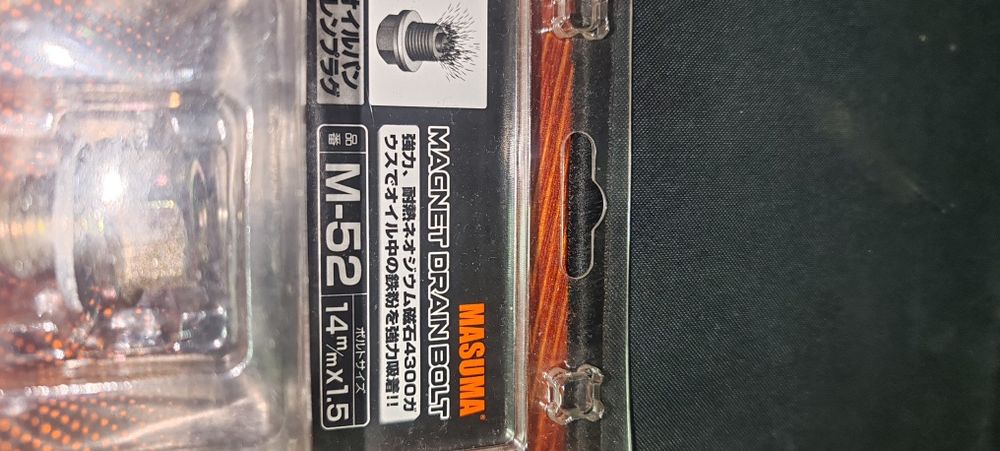 MASUMA®
MAGNET DRAIN BOLT
強力、耐熱ネオジウム磁石4300ガ
ウスでオイル中の鉄粉を強力吸着!!
オイルパン
レンプラグ
品番
M-52
ボルトサイズ
14m/m×1.5